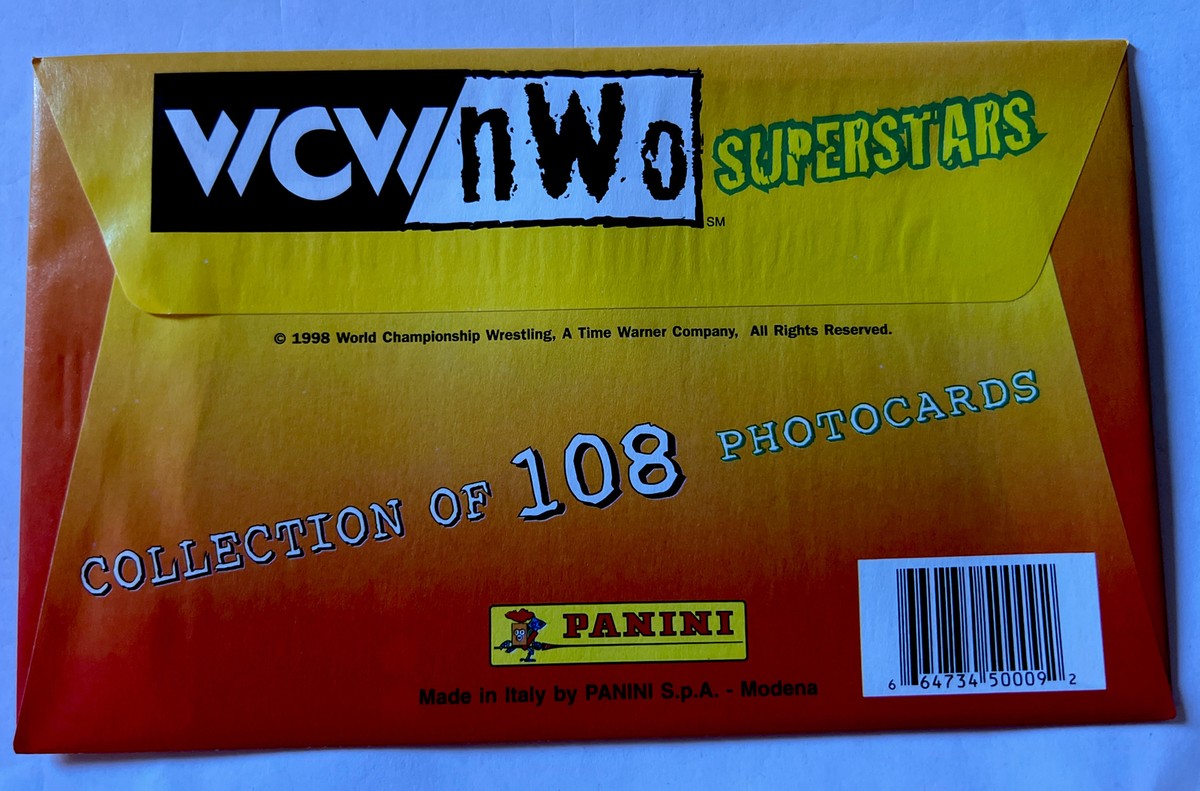 WCW/nWo SUPERSTARS
SM
© 1998 World Championship Wrestling, A Time Warner Company, All Rights Reserved.
COLLECTION OF 108 PHOTOCARDS
PANINI
Made in Italy by PANINI S.p.A. - Modena
6 64734 50009 2